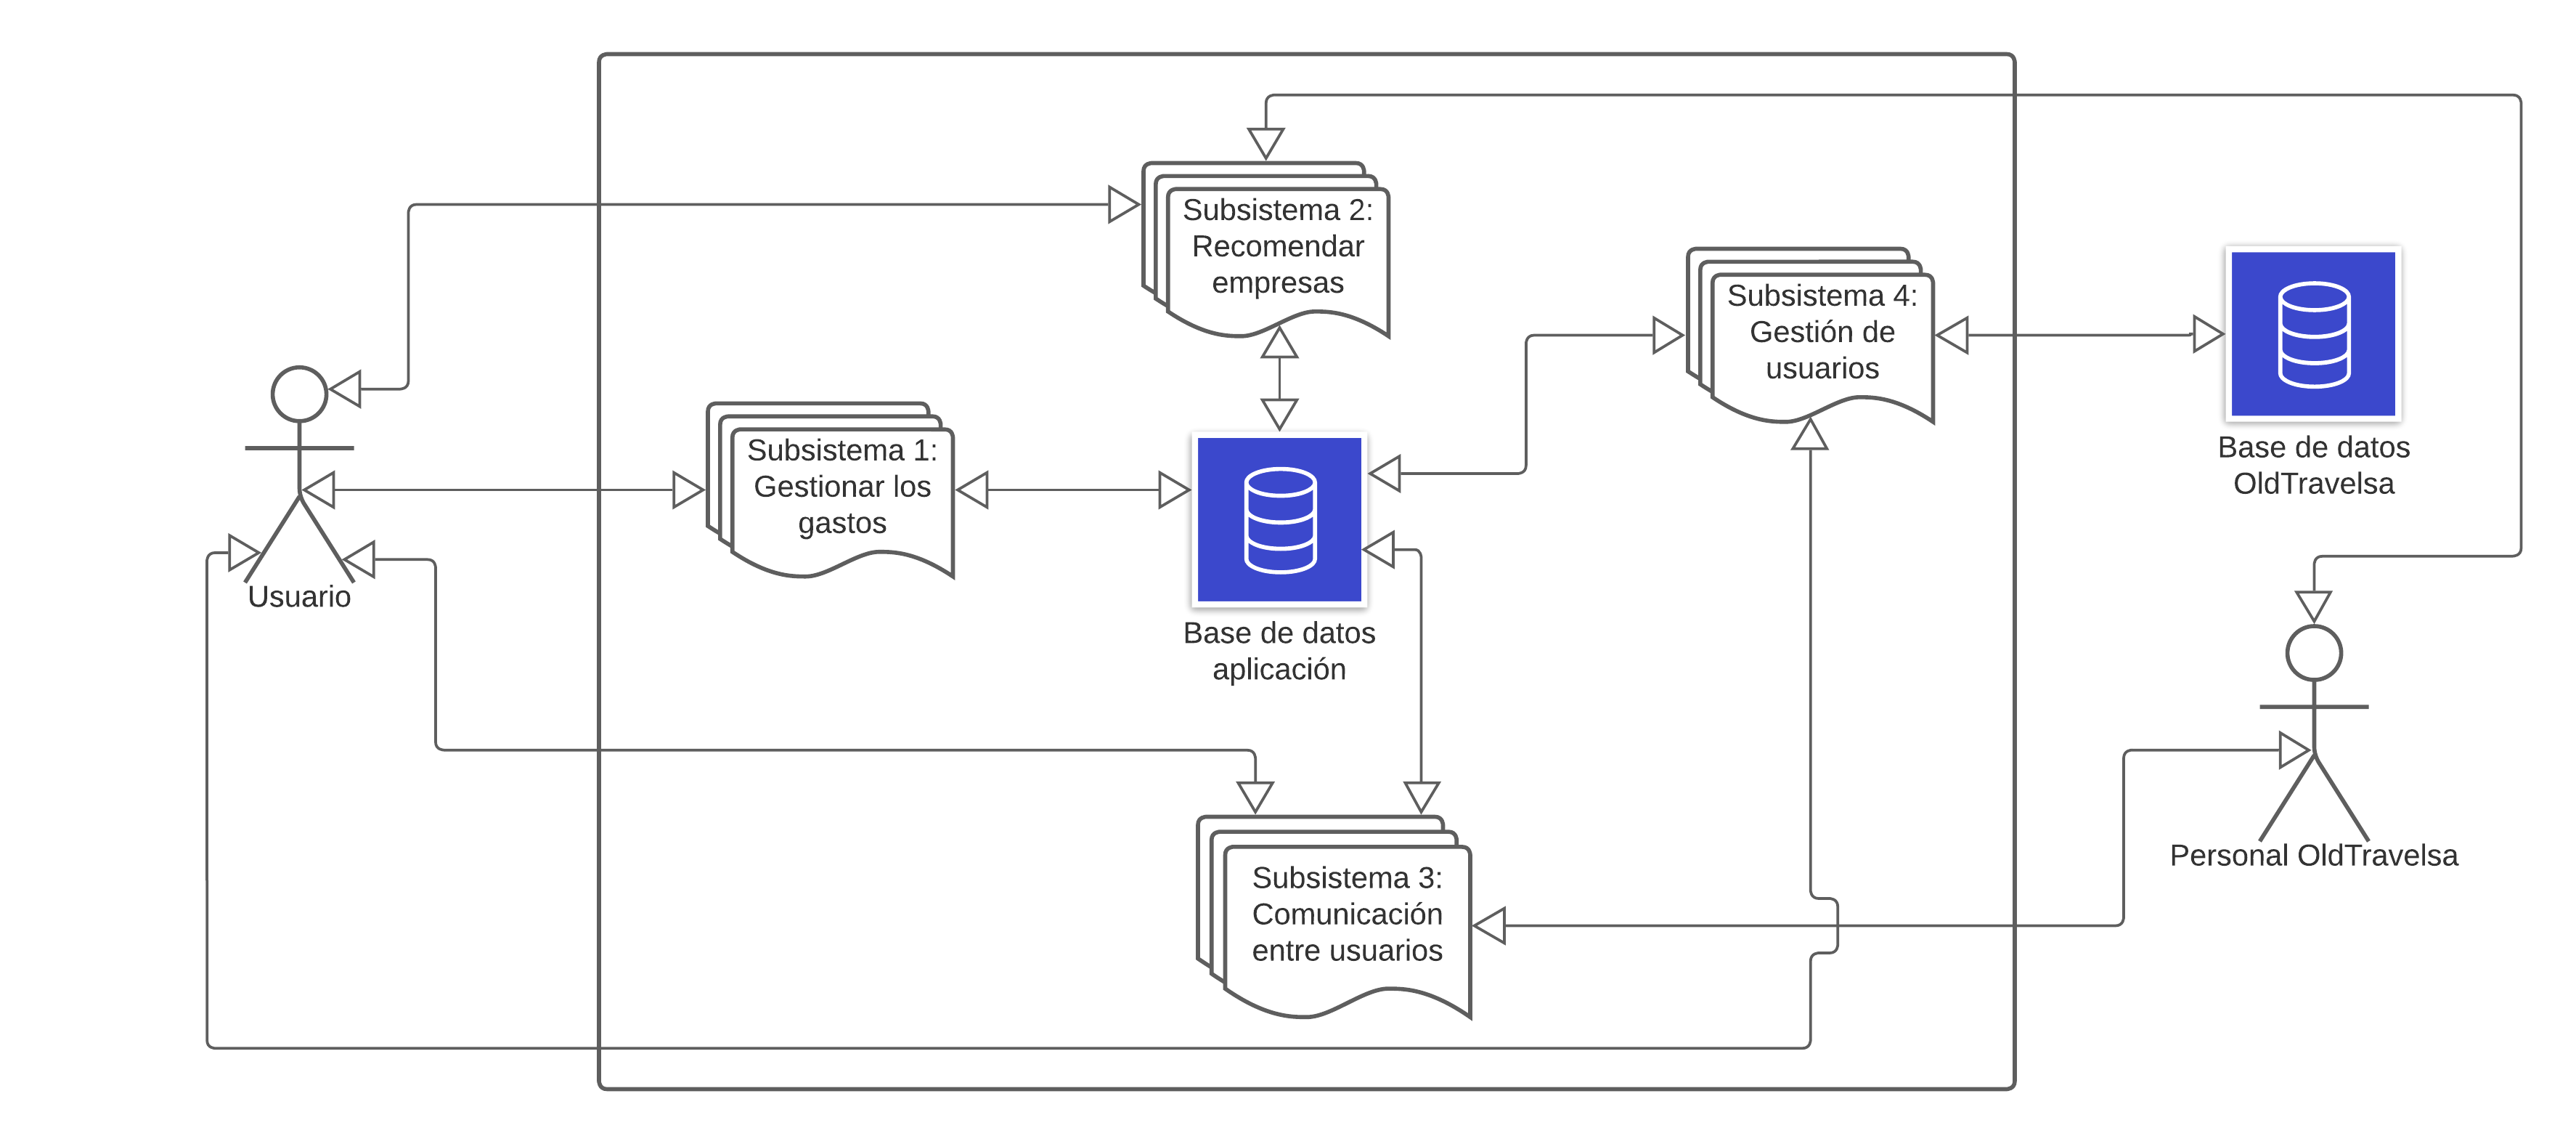 Subsistema 2:
Recomendar
empresas
Subsistema 4:
Gestión de
usuarios
Base de datos
OldTravelsa
Subsistema 1:
Gestionar los
gastos
Usuario
Base de datos
aplicación
Personal OldTravelsa
Subsistema 3:
Comunicación
entre usuarios